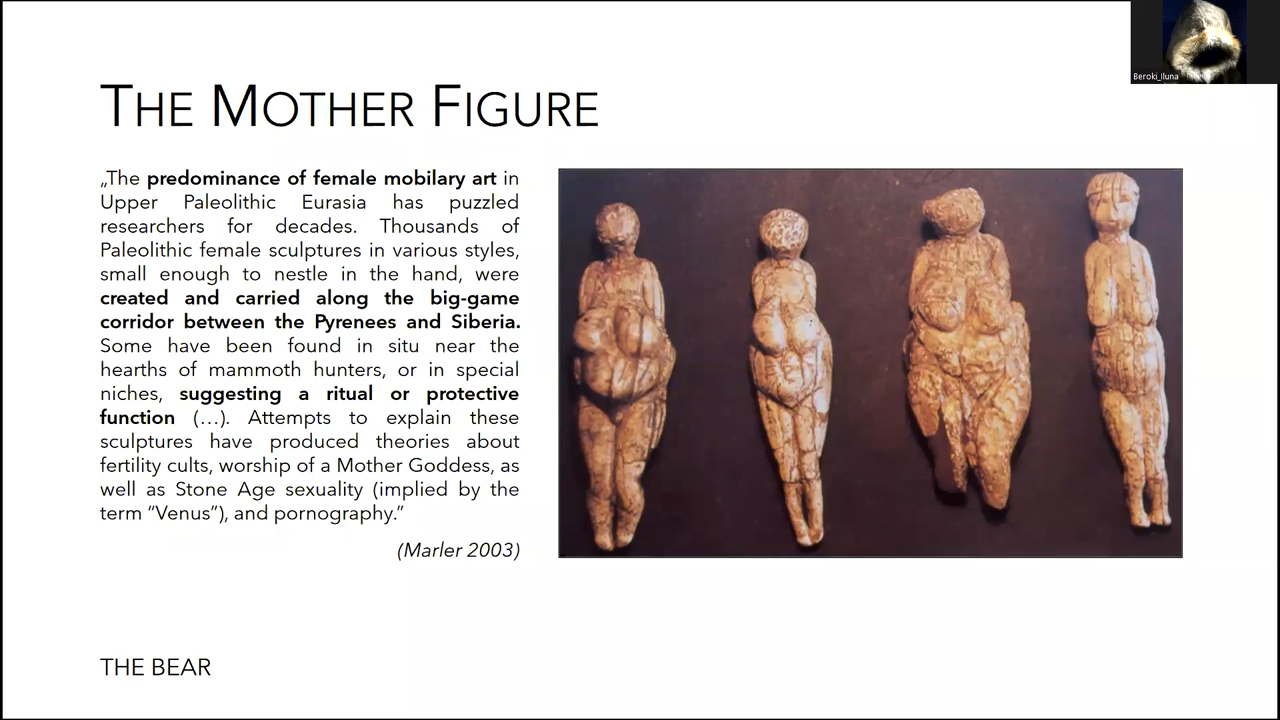 Beroki_Iluna
THE MOTHER FIGURE
„The predominance of female mobilary art in
Upper Paleolithic Eurasia has puzzled
researchers for decades. Thousands of
Paleolithic female sculptures in various styles,
small enough to nestle in the hand, were
created and carried along the big-game
corridor between the Pyrenees and Siberia.
Some have been found in situ near the
hearths of mammoth hunters, or in special
niches, suggesting a ritual or protective
function (…). Attempts to explain these
sculptures have produced theories about
fertility cults, worship of a Mother Goddess, as
well as Stone Age sexuality (implied by the
term “Venus”), and pornography.”
(Marler 2003)
THE BEAR